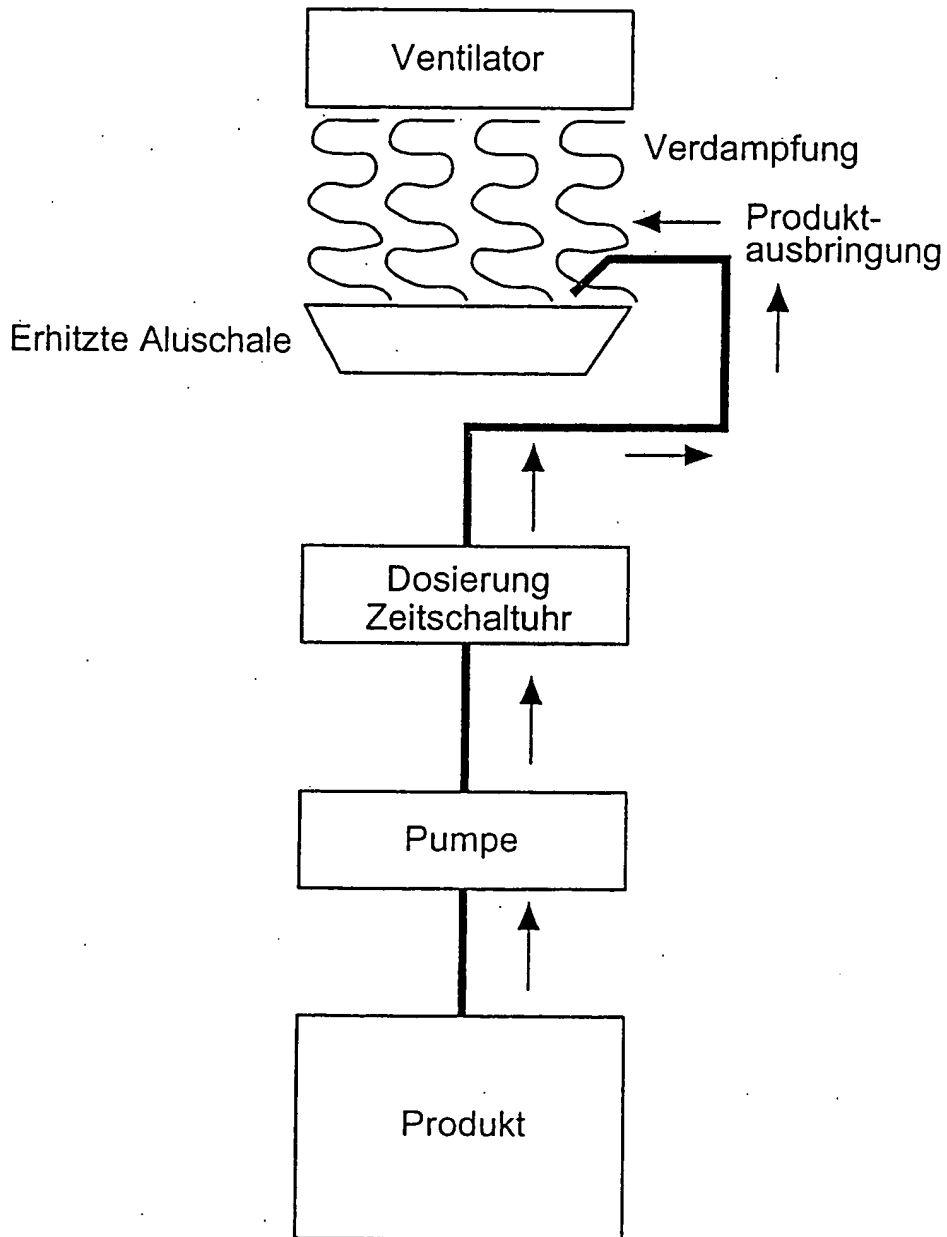 Ventilator
Verdampfung
Produkt-
ausbringung
Erhitzte Aluschale
Dosierung
Zeitschaltuhr
Pumpe
Produkt